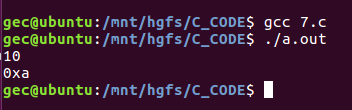 gec@ubuntu:/mnt/hgfs/C_CODE$ gcc 7.c
gec@ubuntu:/mnt/hgfs/C_CODE$ ./a.out
10
0xa
gec@ubuntu:/mnt/hgfs/C_CODE$